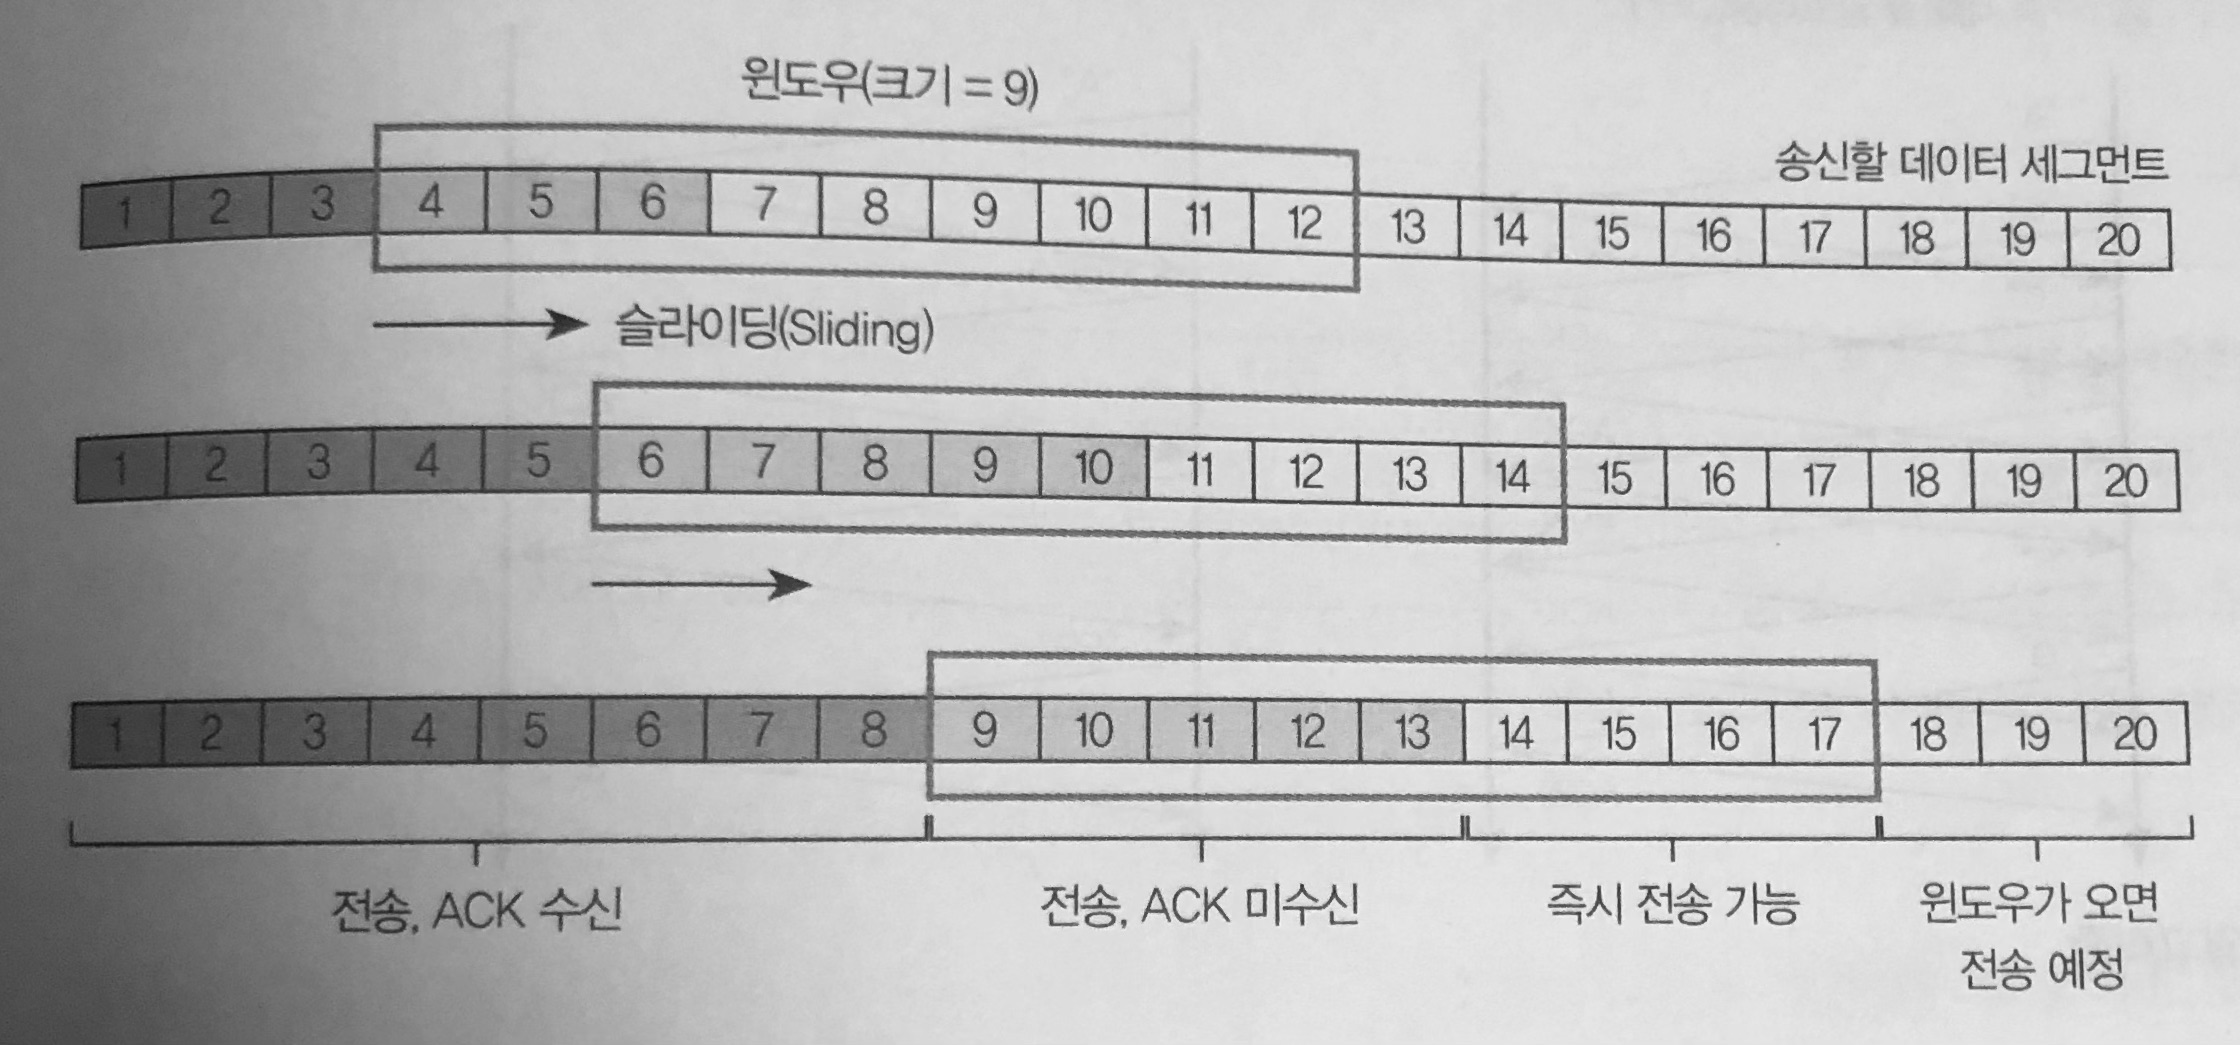 윈도우(크기 = 9)
송신할 데이터 세그먼트
1 2 3 4 5 6 7 8 9 10 11 12 13 14 15 16 17 18 19 20
슬라이딩(Sliding)
1 2 3 4 5 6 7 8 9 10 11 12 13 14 15 16 17 18 19 20
1 2 3 4 5 6 7 8 9 10 11 12 13 14 15 16 17 18 19 20
전송, ACK 수신 전송, ACK 미수신 즉시 전송 가능 윈도우가 오면
전송 예정